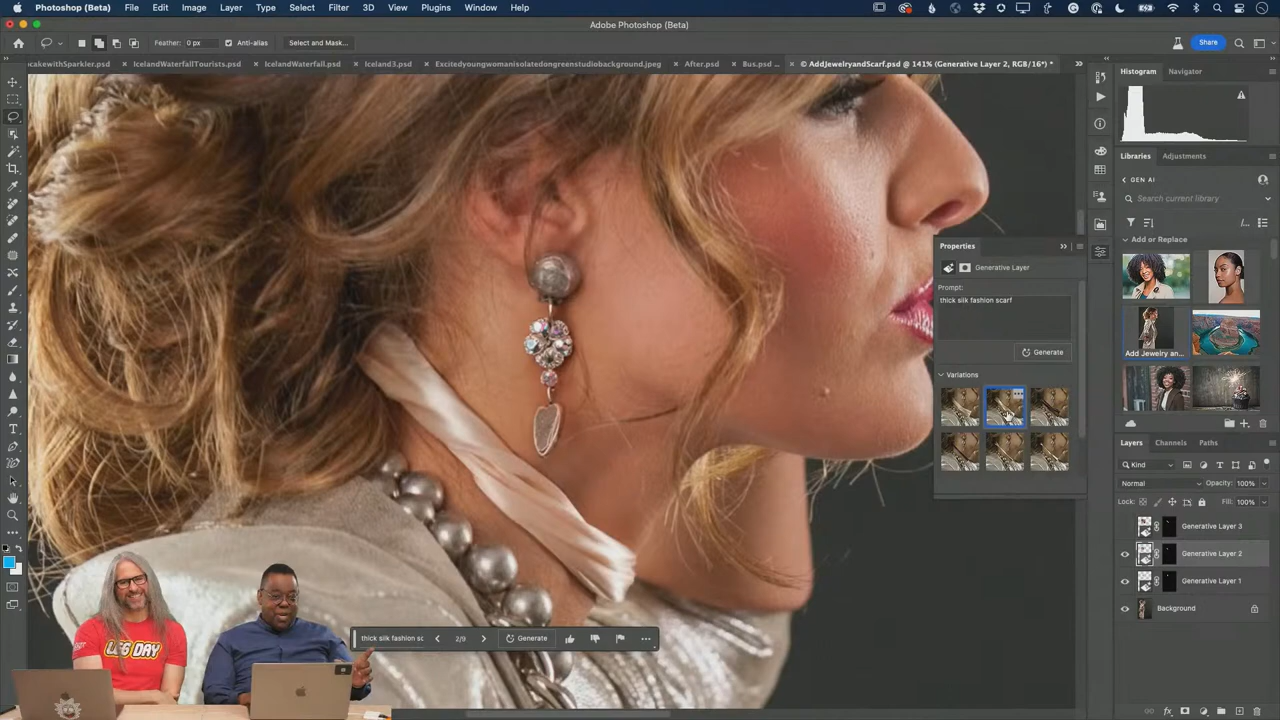 Photoshop (Beta) File Edit Image Layer Type Select Filter 3D View Plugins Window Help
Adobe Photoshop (Beta)
Feather: 0 px Anti-alias Select and Mask... Share
cakewithSparkler.psd × IcelandWaterfallTourists.psd × IcelandWaterfall.psd × Iceland3.psd × Excitedyoungwomanisolatedongreenstudiobackground.jpeg × After.psd × Bus.psd ... × © AddJewelryandScarf.psd @ 141% (Generative Layer 2, RGB/16*) *
Histogram Navigator
Libraries Adjustments
GEN AI
Search current library
Add or Replace
Add Jewelry an...
Properties
Generative Layer
Prompt:
thick silk fashion scarf
Generate
Variations
Layers Channels Paths
Kind
Normal Opacity: 100%
Lock: Fill: 100%
Generative Layer 3
Generative Layer 2
Generative Layer 1
Background
thick silk fashion sc 2/9 Generate
LEG DAY